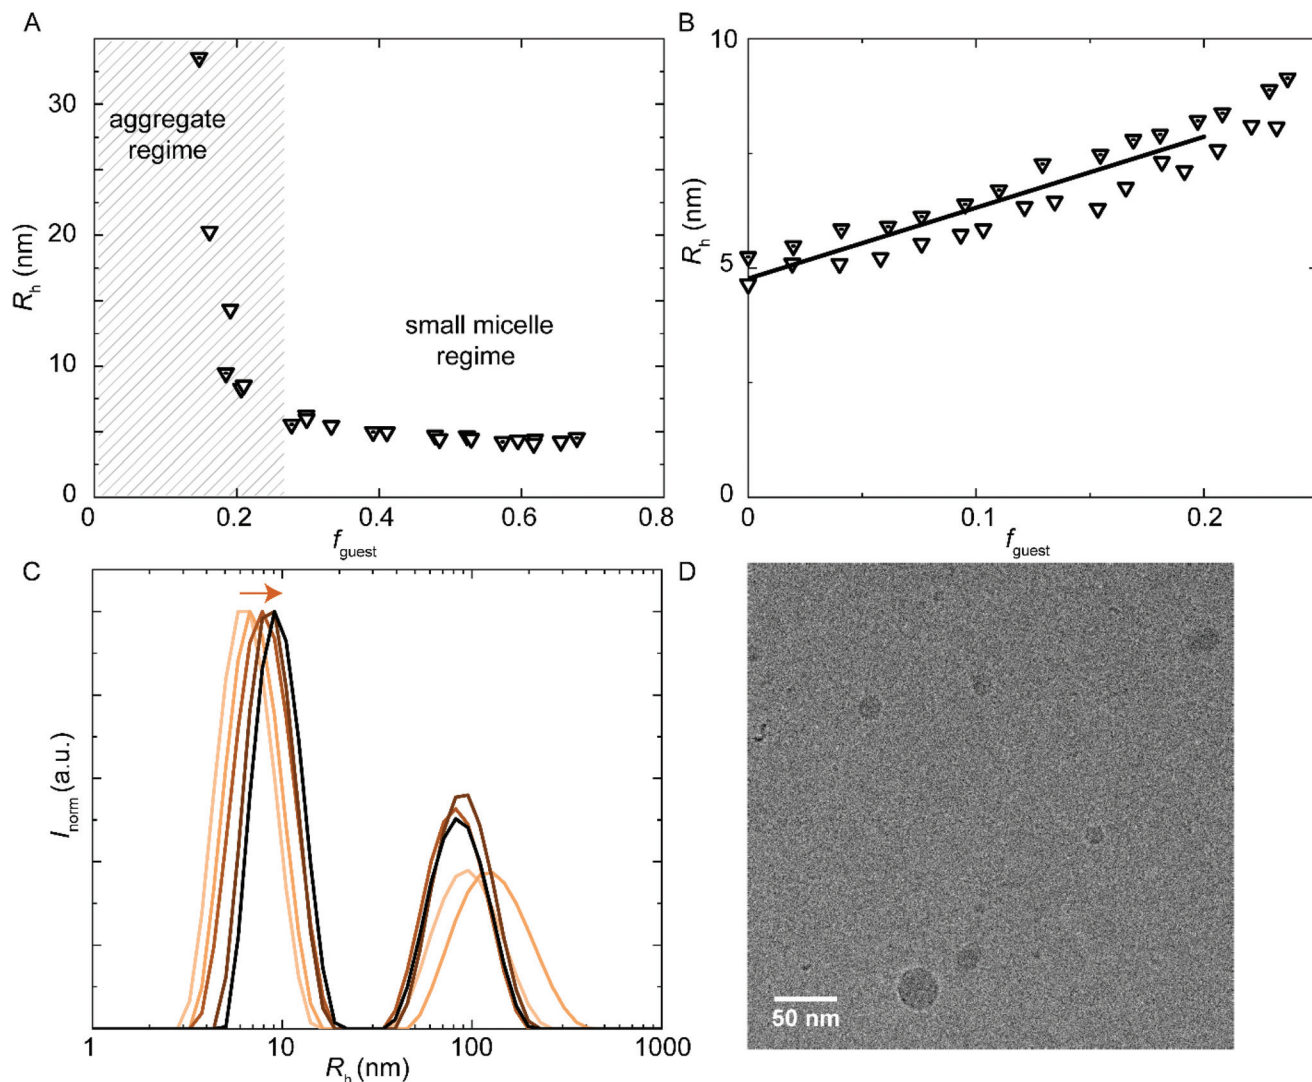 A
30
20
10
0
R_h (nm)
aggregate
regime
small micelle
regime
0
0.2
0.4
0.6
0.8
f_guest
B
10
5
0
R_h (nm)
0
0.1
0.2
f_guest
C
I_norm (a.u.)
1
10
100
1000
R_h (nm)
D
50 nm